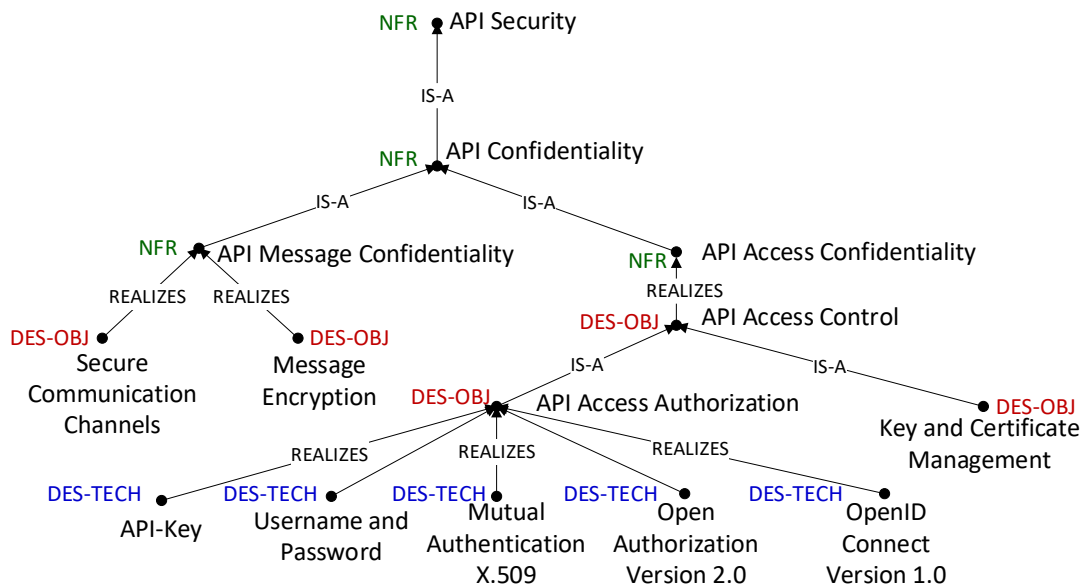 NFR API Security
IS-A
NFR API Confidentiality
IS-A IS-A
NFR API Message Confidentiality
API Access Confidentiality
NFR
REALIZES REALIZES
REALIZES
DES-OBJ API Access Control
DES-OBJ DES-OBJ
Secure
Communication
Channels
Message
Encryption
IS-A IS-A
DES-OBJ API Access Authorization
DES-OBJ
Key and Certificate
Management
REALIZES REALIZES REALIZES
DES-TECH DES-TECH DES-TECH DES-TECH DES-TECH
API-Key
Username and
Password
Mutual
Authentication
X.509
Open
Authorization
Version 2.0
OpenID
Connect
Version 1.0